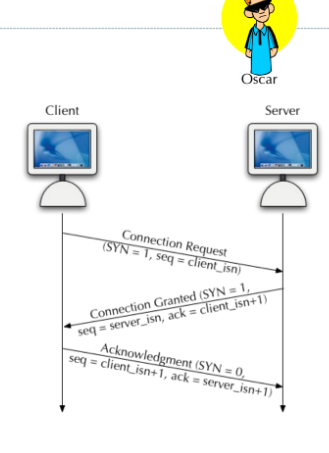 Oscar
Client
Server
Connection Request
(SYN = 1, seq = client_isn)
Connection Granted (SYN = 1,
seq = server_isn, ack = client_isn+1)
Acknowledgment (SYN = 0,
seq = client_isn+1, ack = server_isn+1)